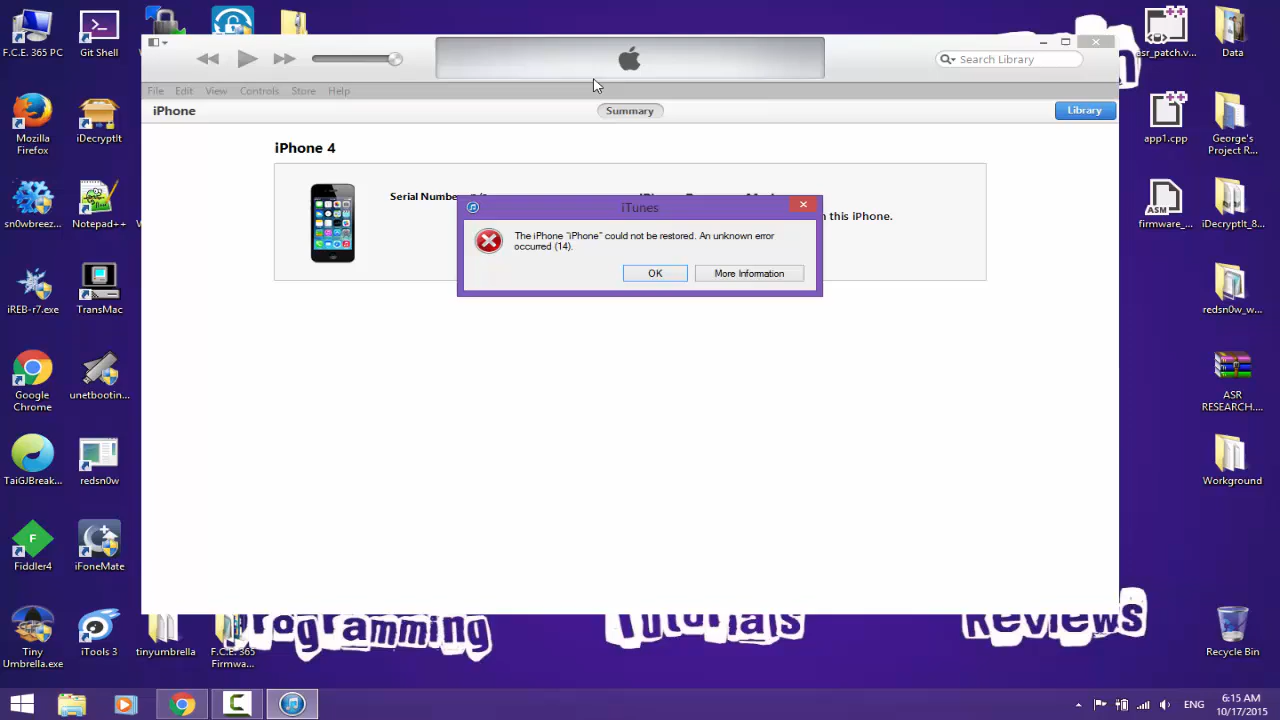 F.C.E. 365 PC
Git Shell
asr_patch.v...
Data
Search Library
File Edit View Controls Store Help
iPhone
Summary
Library
iPhone 4
Serial Number
on this iPhone.
iTunes
The iPhone “iPhone” could not be restored. An unknown error
occurred (14).
OK
More Information
Mozilla
Firefox
iDecryptIt
app1.cpp
George's
Project R...
sn0wbreez...
Notepad++
ASM
firmware_...
iDecryptIt_6...
iREB-r7.exe
TransMac
redsn0w_w...
Google
Chrome
unetbootin...
ASR
RESEARCH....
TaiGJBreak...
redsn0w
Workground
F
Fiddler4
iFoneMate
Programming
Tutorials
Reviews
Tiny
Umbrella.exe
iTools 3
tinyumbrella
F.C.E. 365
Firmwa...
Recycle Bin
ENG
6:15 AM
10/17/2015